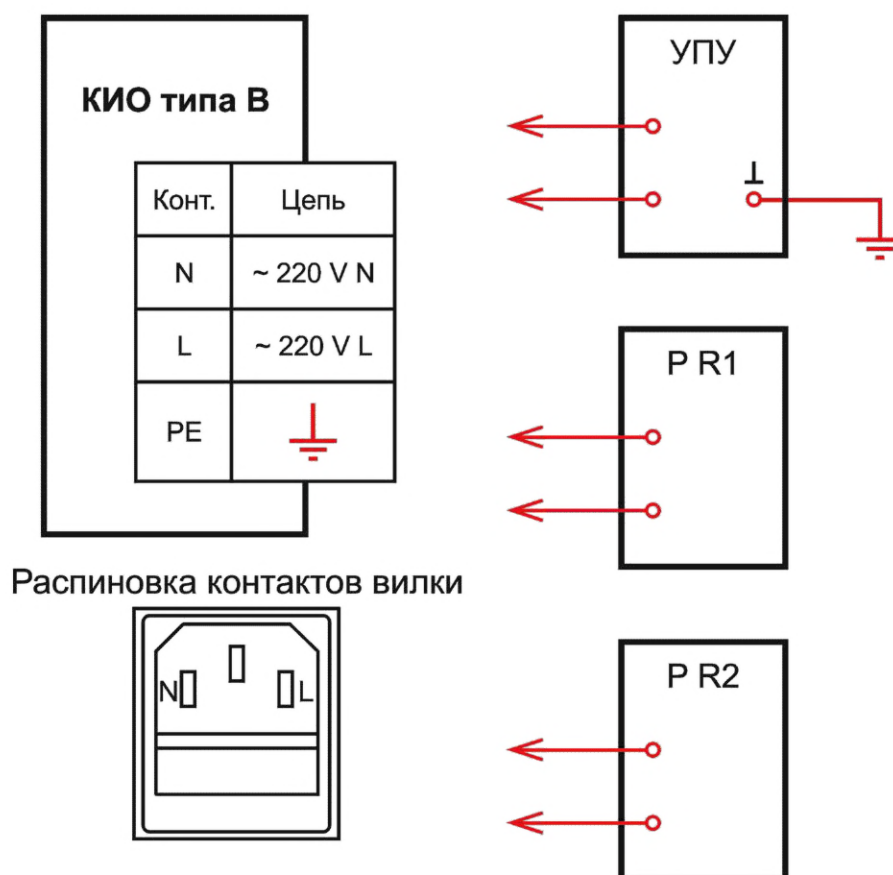 КИО типа В
Конт. Цепь
N ~ 220 V N
L ~ 220 V L
PE
Распиновка контактов вилки
N L
УПУ
⊥
P R1
P R2